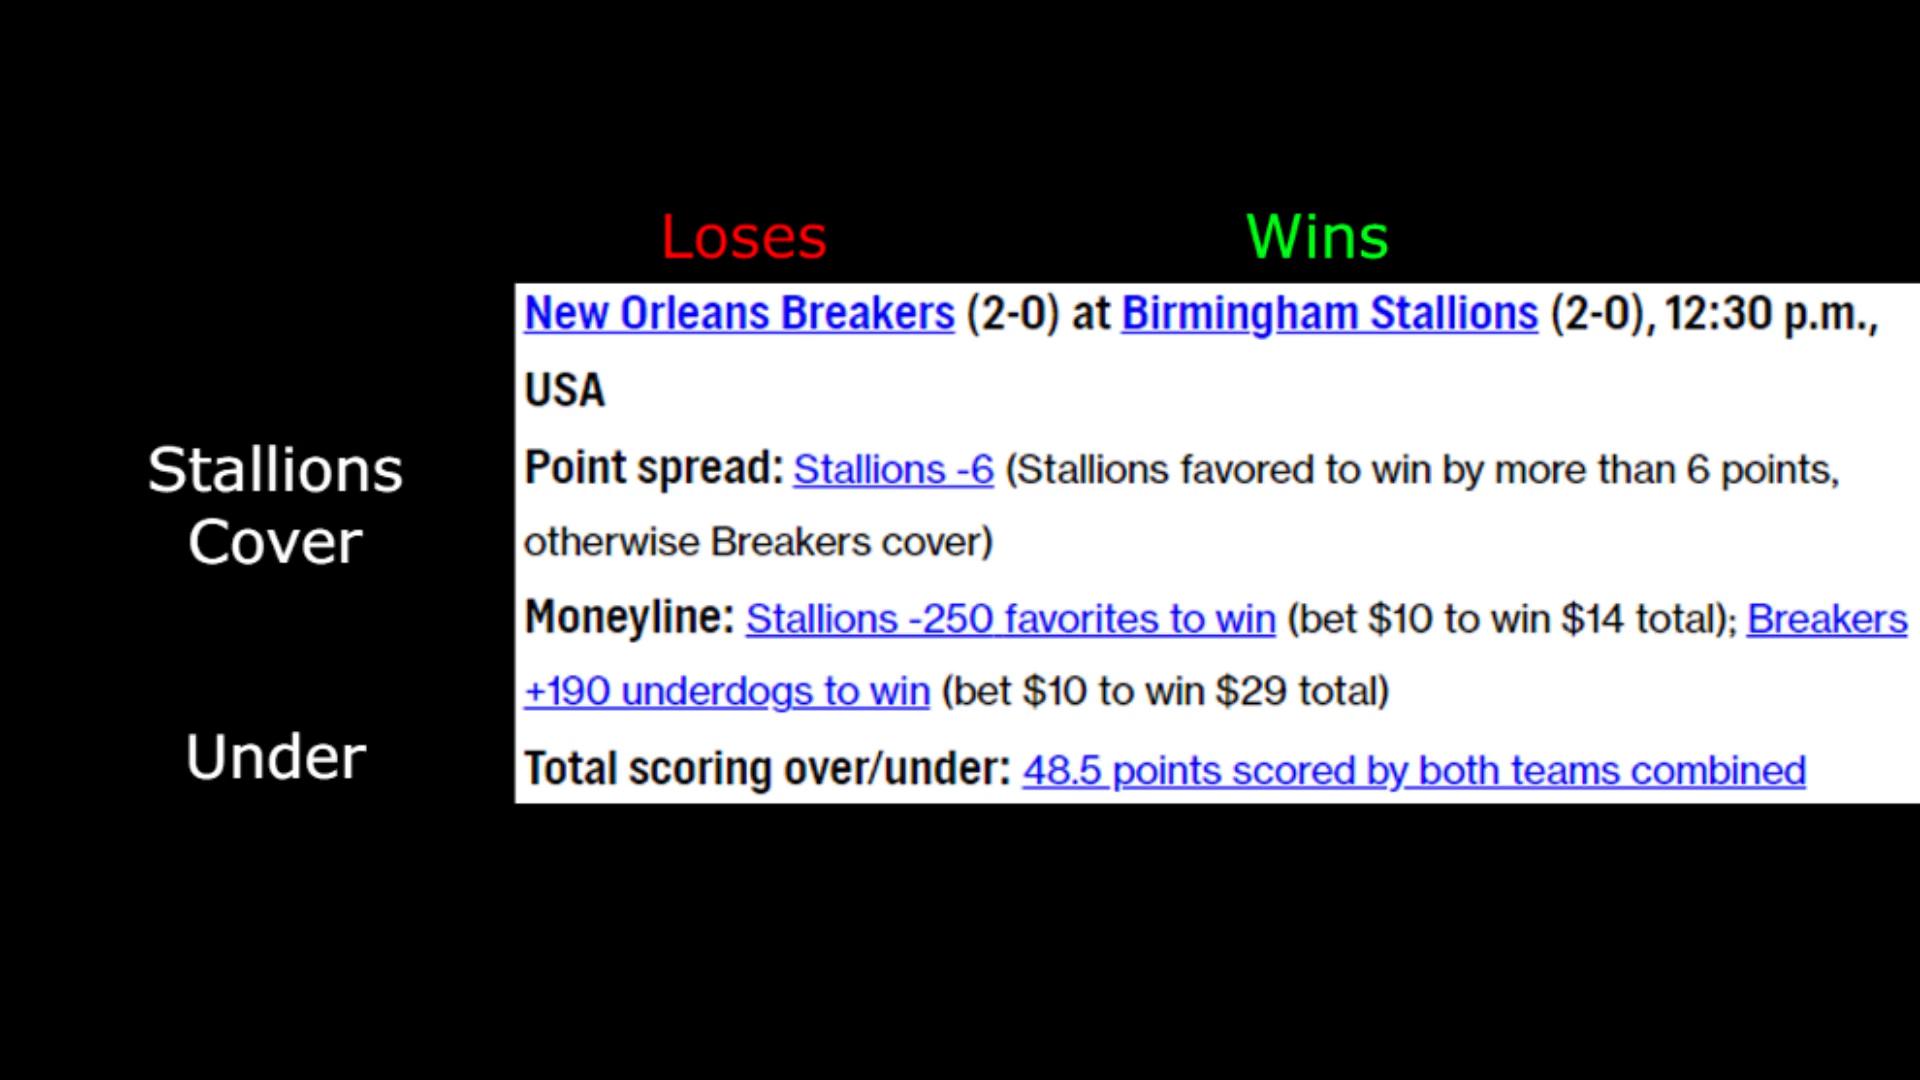 Loses Wins
New Orleans Breakers (2-0) at Birmingham Stallions (2-0), 12:30 p.m.,
USA
Stallions
Cover
Point spread: Stallions -6 (Stallions favored to win by more than 6 points,
otherwise Breakers cover)
Moneyline: Stallions -250 favorites to win (bet $10 to win $14 total); Breakers
+190 underdogs to win (bet $10 to win $29 total)
Under
Total scoring over/under: 48.5 points scored by both teams combined